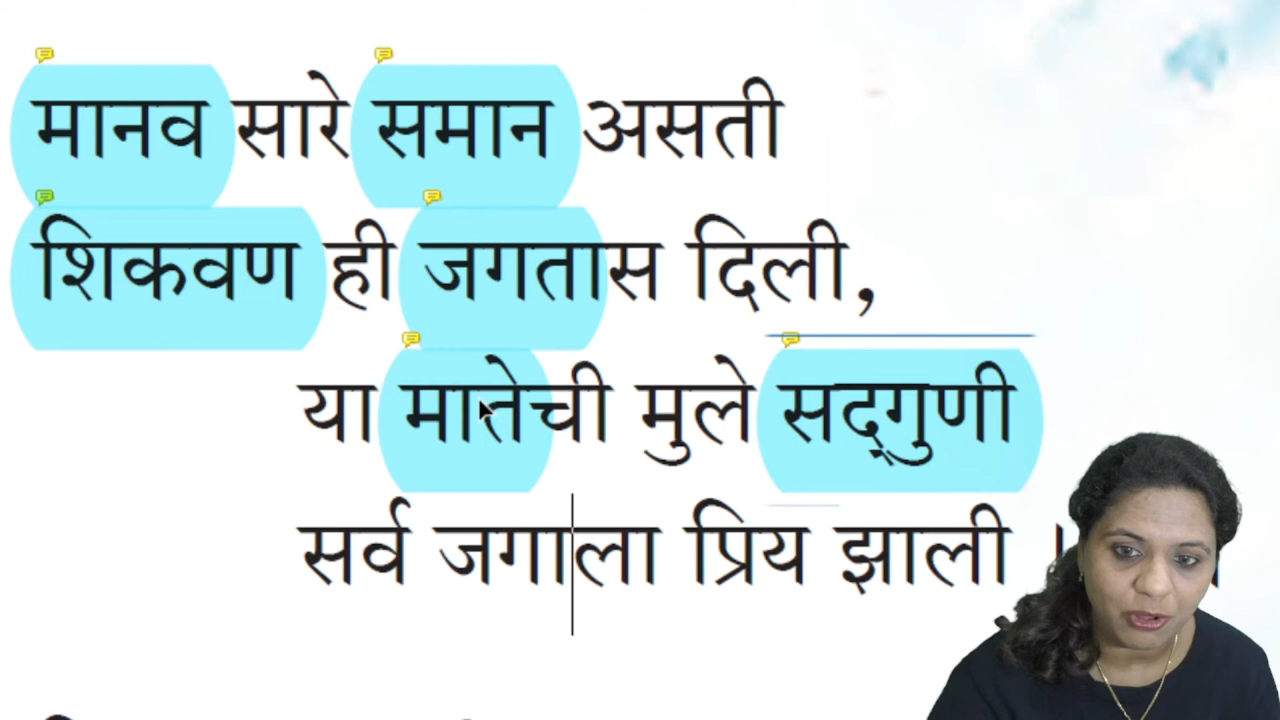 मानव सारे समान असती
शिकवण ही जगतास दिली,
या मातेची मुले सद्‌गुणी
सर्व जगाला प्रिय झाली ।